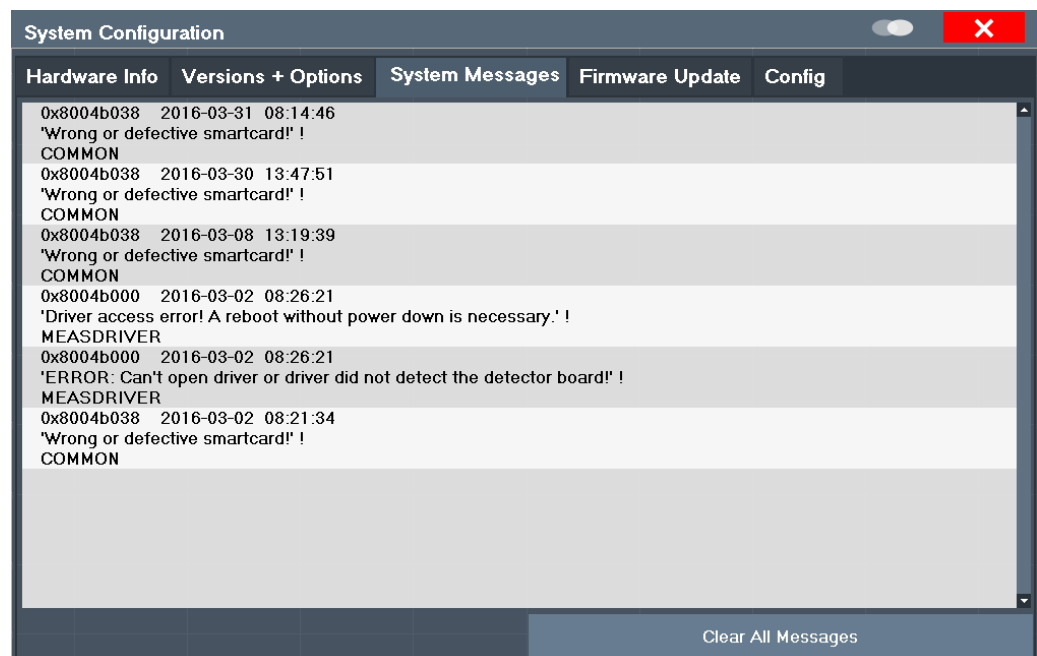 System Configuration
Hardware Info Versions + Options System Messages Firmware Update Config
0x8004b038 2016-03-31 08:14:46
'Wrong or defective smartcard!' !
COMMON
0x8004b038 2016-03-30 13:47:51
'Wrong or defective smartcard!' !
COMMON
0x8004b038 2016-03-08 13:19:39
'Wrong or defective smartcard!' !
COMMON
0x8004b000 2016-03-02 08:26:21
'Driver access error! A reboot without power down is necessary.' !
MEASDRIVER
0x8004b000 2016-03-02 08:26:21
'ERROR: Can't open driver or driver did not detect the detector board!' !
MEASDRIVER
0x8004b038 2016-03-02 08:21:34
'Wrong or defective smartcard!' !
COMMON
Clear All Messages